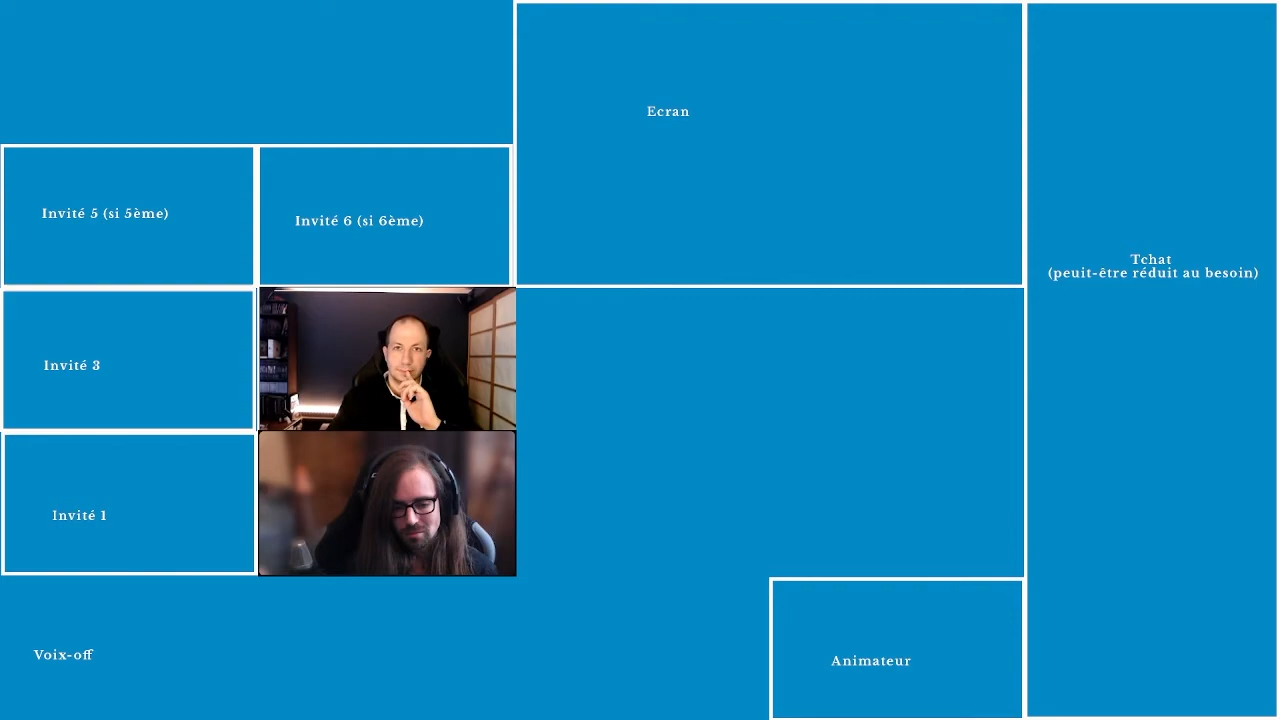 Ecran
Invité 5 (si 5ème)
Invité 6 (si 6ème)
Tchat
(peuit-être réduit au besoin)
Invité 3
Invité 1
Voix-off
Animateur